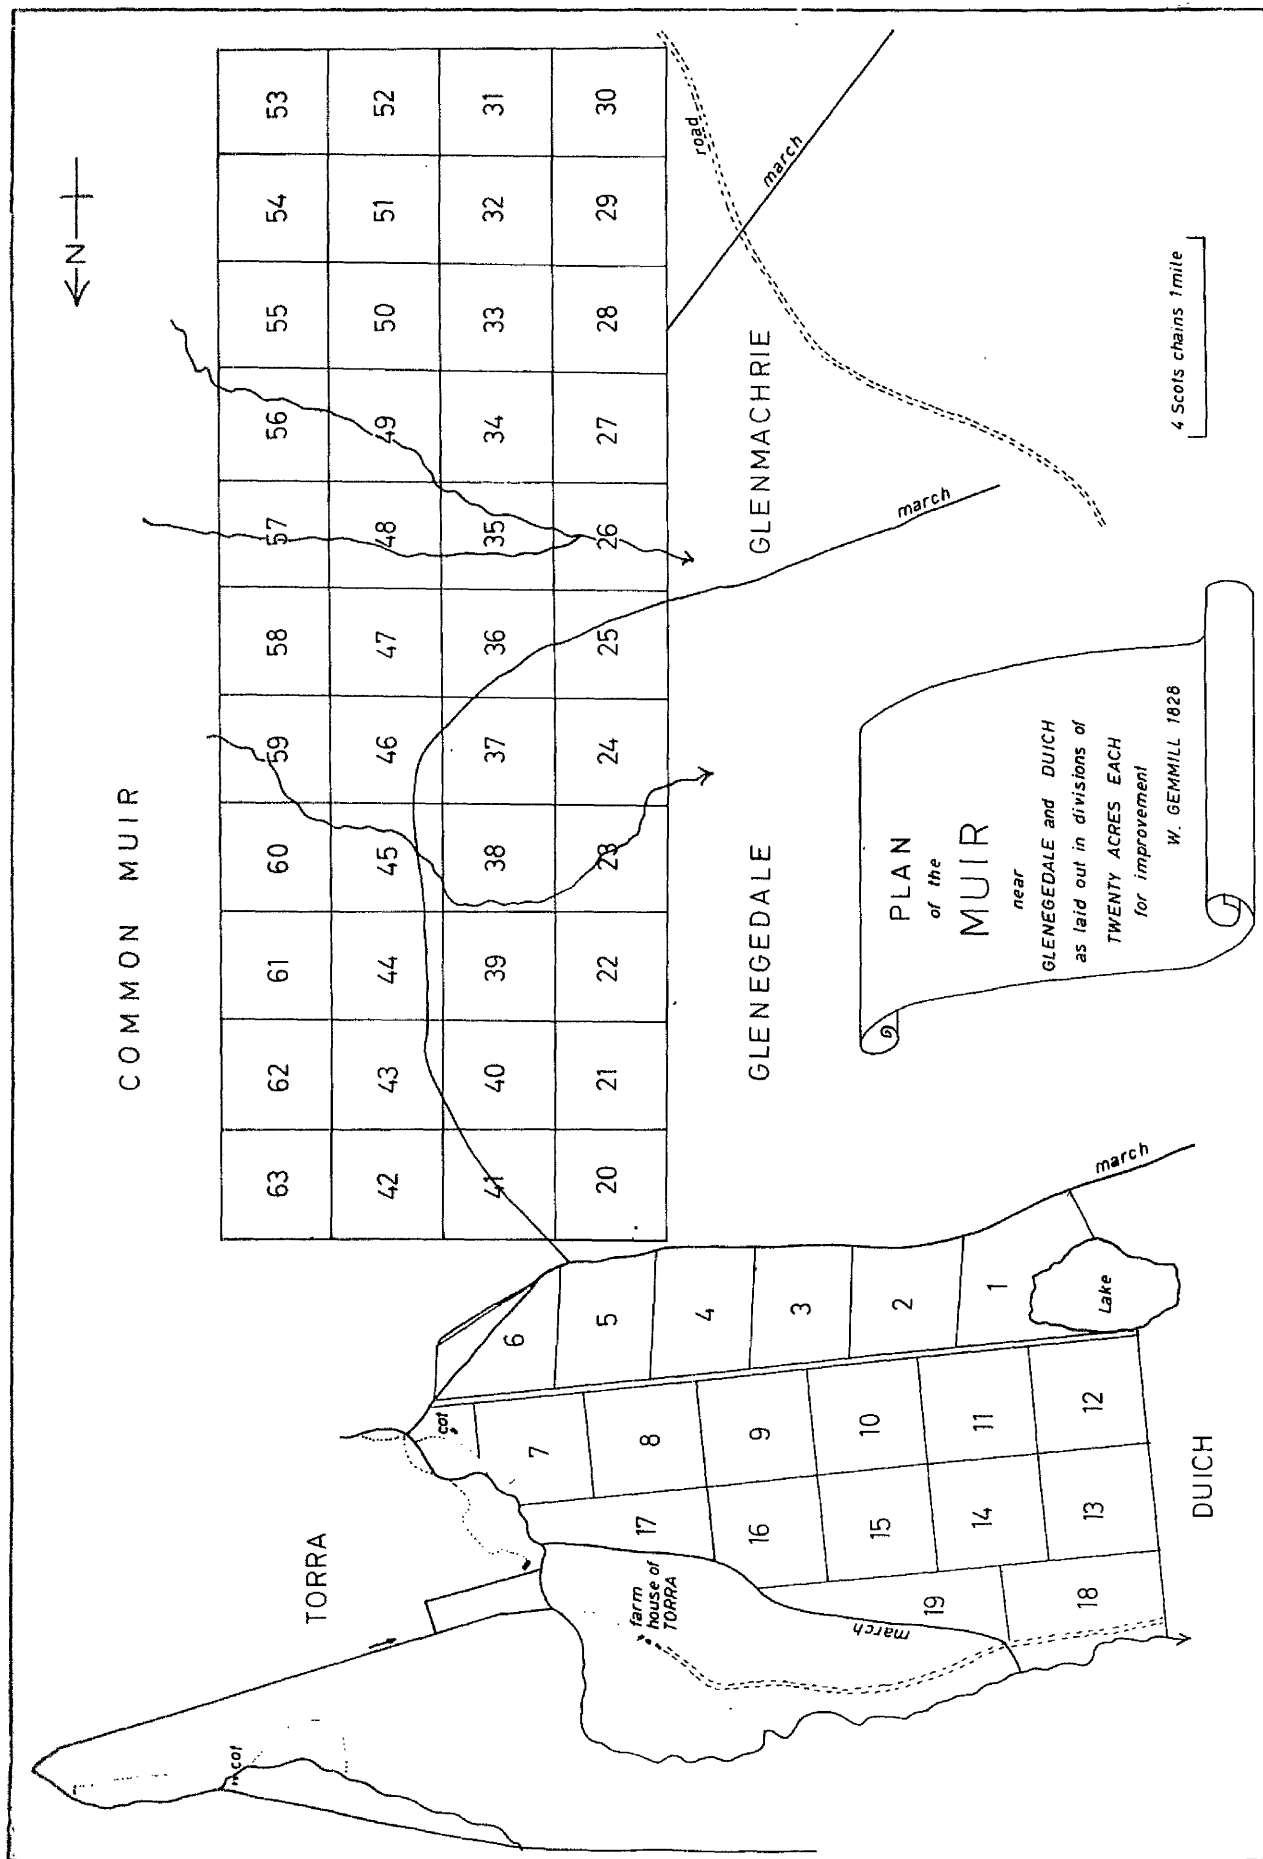 COMMON MUIR
←N
63 62 61 60 59 58 57 56 55 54 53
42 43 44 45 46 47 48 49 50 51 52
41 40 39 38 37 36 35 34 33 32 31
20 21 22 23 24 25 26 27 28 29 30
road
march
GLENEGEDALE
GLENMACHRIE
march
TORRA
cot
cot
farm
house of
TORRA
march
6
5
4
3
2
1
Lake
march
7
8
9
10
11
12
17
16
15
14
13
19
18
DUICH
PLAN
of the
MUIR
near
GLENEGEDALE and DUICH
as laid out in divisions of
TWENTY ACRES EACH
for improvement
W. GEMMILL 1828
4 Scots chains 1mile